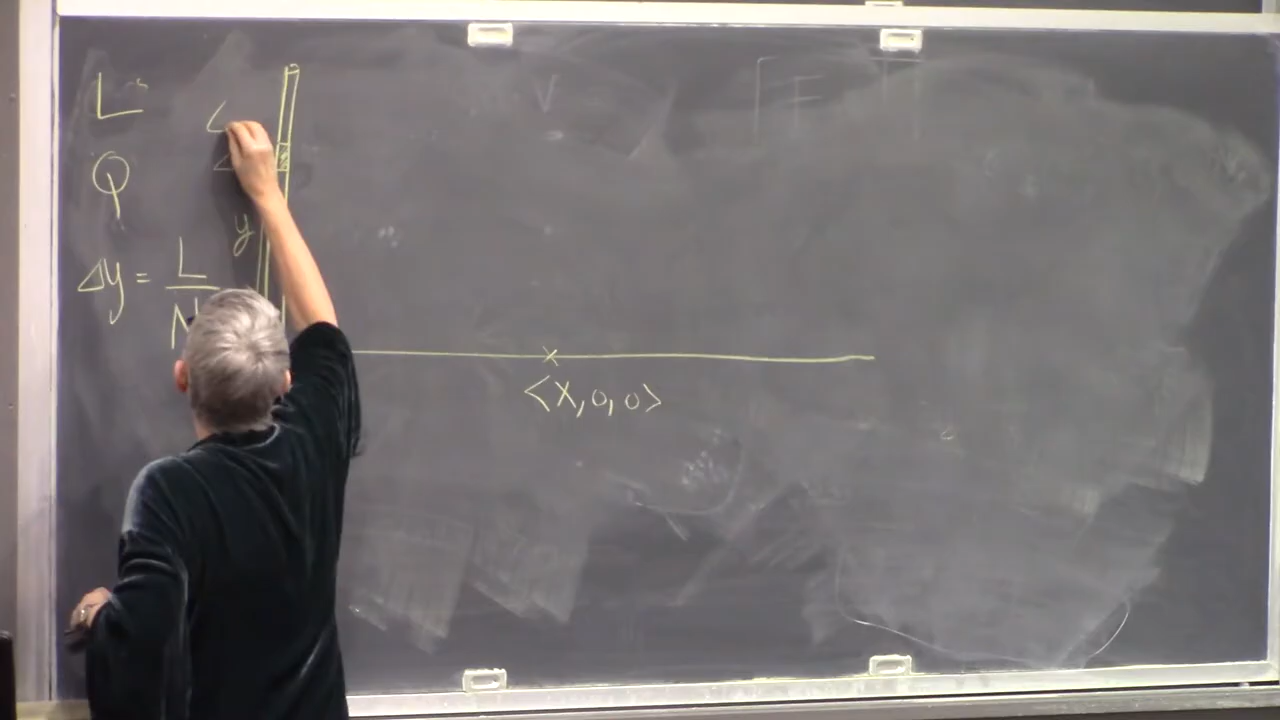 L
Q
y
Δy = L / N
<x,0,0>